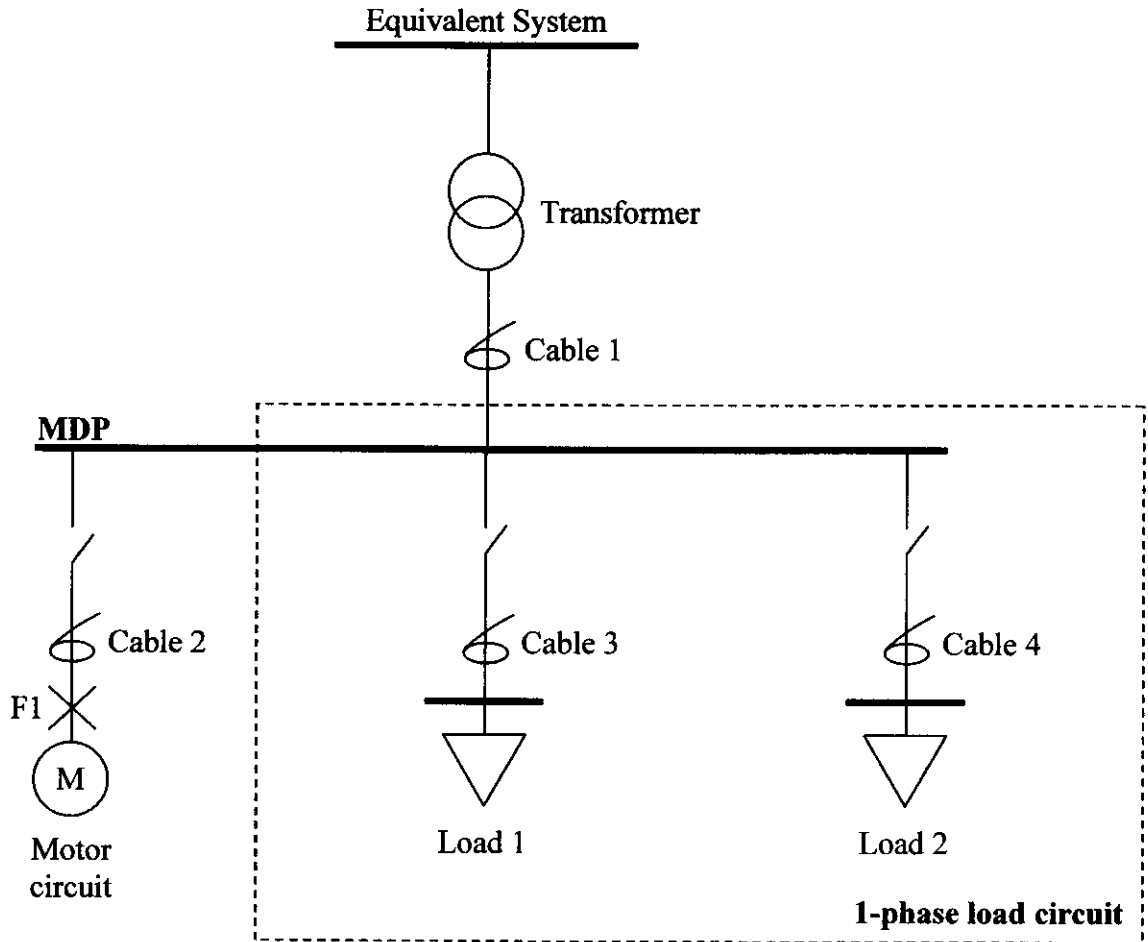 Equivalent System
Transformer
Cable 1
MDP
Cable 2
Cable 3
Cable 4
F1
M
Motor
circuit
Load 1
Load 2
1-phase load circuit